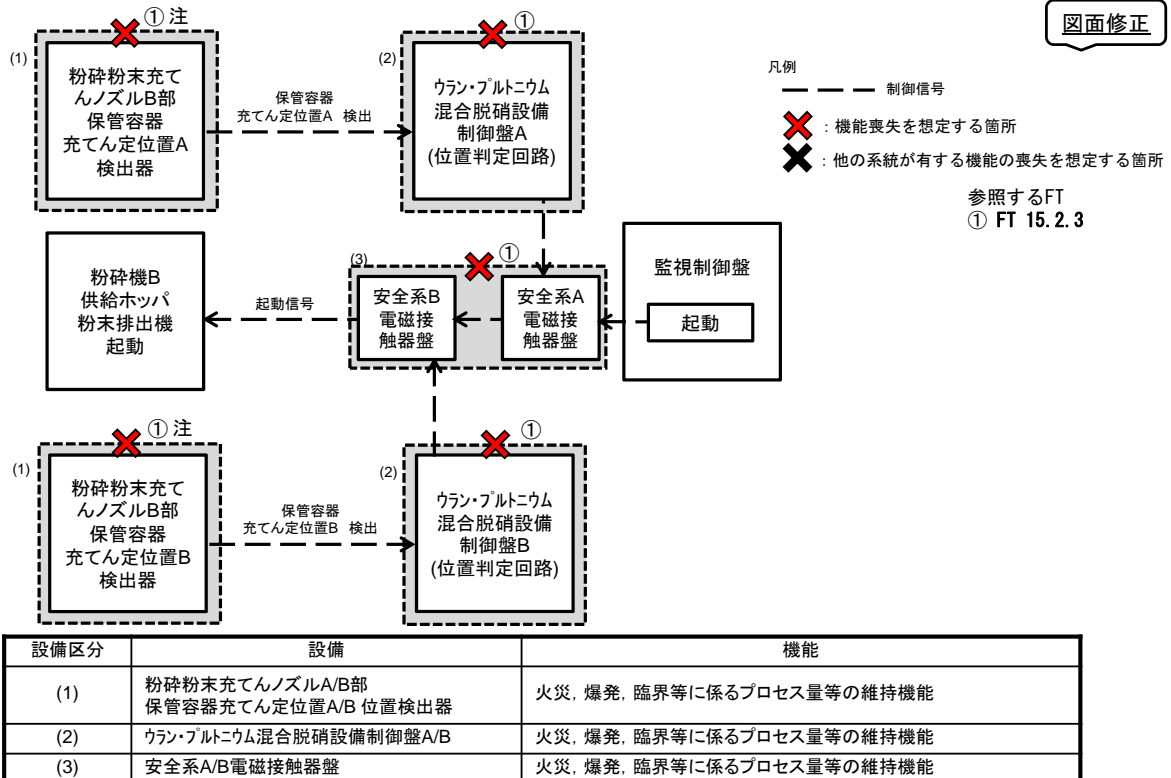 図面修正
① 注
(1)
粉砕粉末充て
んノズルB部
保管容器
充てん定位置A
検出器
保管容器
充てん定位置A 検出
①
(2)
ウラン・プルトニウム
混合脱硝設備
制御盤A
(位置判定回路)
凡例
制御信号
：機能喪失を想定する箇所
：他の系統が有する機能の喪失を想定する箇所
参照するFT
① FT 15.2.3
粉砕機B
供給ホッパ
粉末排出機
起動
起動信号
(3)
①
安全系B
電磁接
触器盤
安全系A
電磁接
触器盤
監視制御盤
起動
① 注
(1)
粉砕粉末充て
んノズルB部
保管容器
充てん定位置B
検出器
保管容器
充てん定位置B 検出
①
(2)
ウラン・プルトニウム
混合脱硝設備
制御盤B
(位置判定回路)
設備区分 設備 機能
(1) 粉砕粉末充てんノズルA/B部
保管容器充てん定位置A/B 位置検出器 火災，爆発，臨界等に係るプロセス量等の維持機能
(2) ウラン・プルトニウム混合脱硝設備制御盤A/B 火災，爆発，臨界等に係るプロセス量等の維持機能
(3) 安全系A/B電磁接触器盤 火災，爆発，臨界等に係るプロセス量等の維持機能